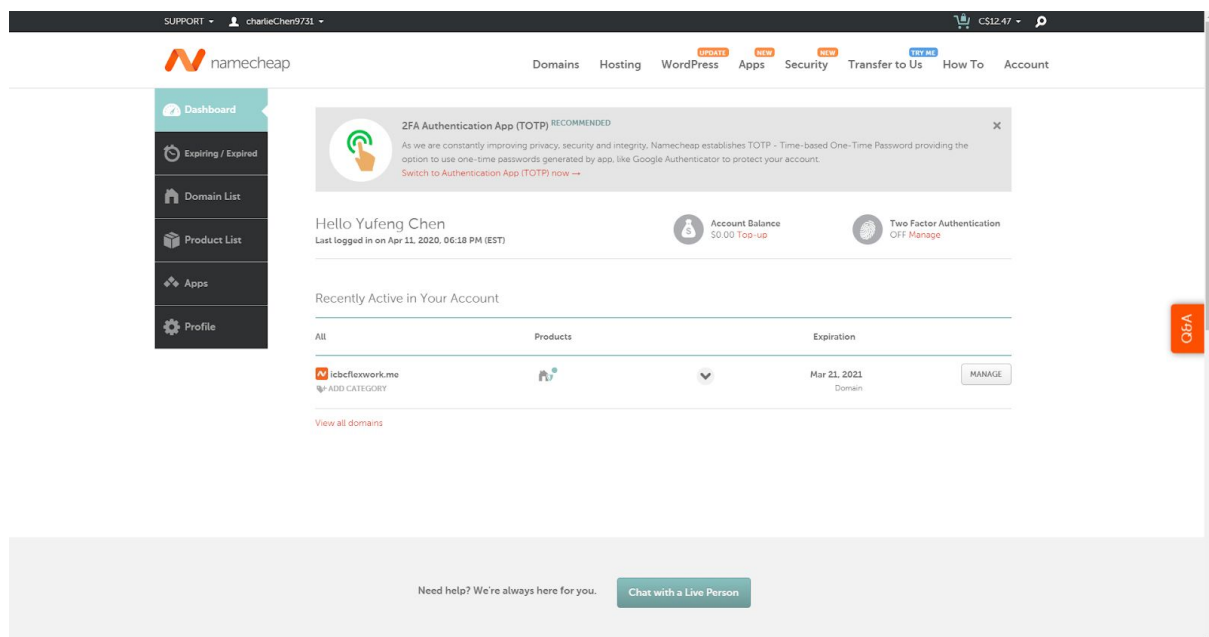 SUPPORT charlieChen9731 C$12.47
namecheap
UPDATE NEW NEW TRY ME
Domains Hosting WordPress Apps Security Transfer to Us How To Account
Dashboard
Expiring / Expired
Domain List
Product List
Apps
Profile
2FA Authentication App (TOTP) RECOMMENDED
As we are constantly improving privacy, security and integrity, Namecheap establishes TOTP - Time-based One-Time Password providing the
option to use one-time passwords generated by app, like Google Authenticator to protect your account.
Switch to Authentication App (TOTP) now →
Hello Yufeng Chen
Last logged in on Apr 11, 2020, 06:18 PM (EST)
Account Balance
$0.00 Top-up
Two Factor Authentication
OFF Manage
Recently Active in Your Account
All Products Expiration
icbcflexwork.me Mar 21, 2021 MANAGE
ADD CATEGORY Domain
View all domains
Q&A
Need help? We're always here for you. Chat with a Live Person